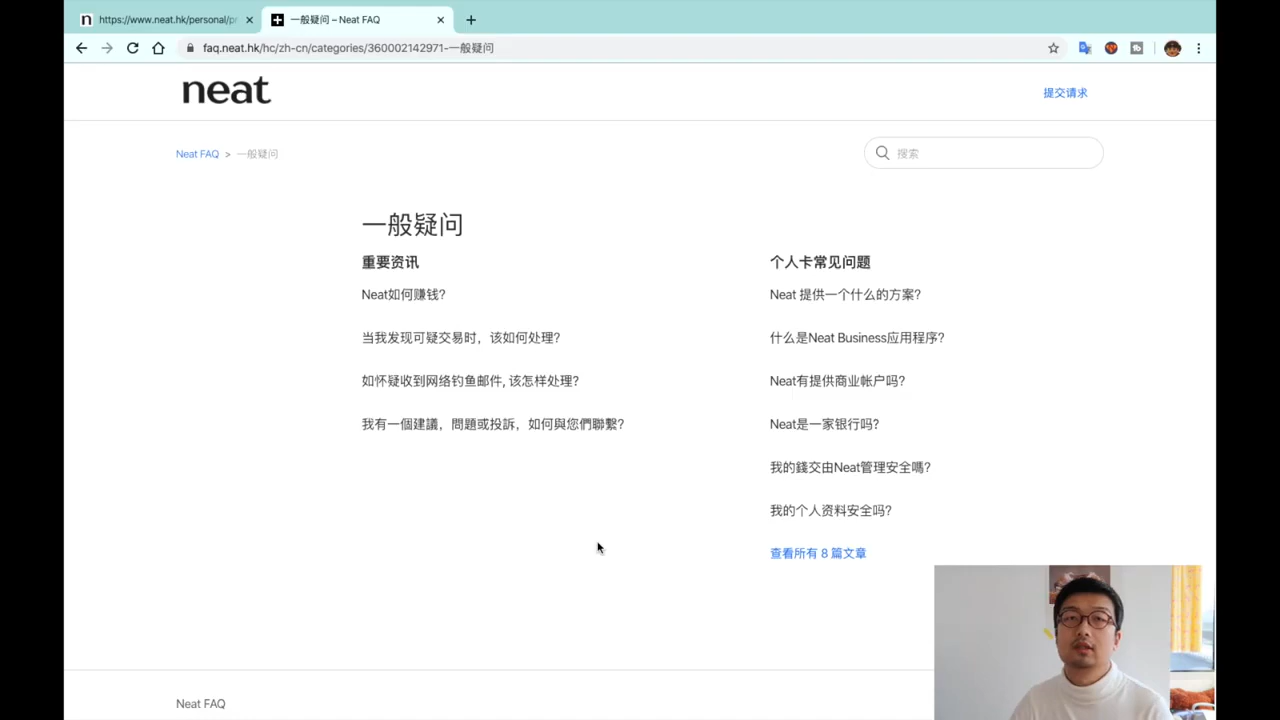 n https://www.neat.hk/personal/pr
一般疑问 – Neat FAQ
faq.neat.hk/hc/zh-cn/categories/360002142971-一般疑问
neat
提交请求
Neat FAQ > 一般疑问
搜索
一般疑问
重要资讯
Neat如何赚钱?
当我发现可疑交易时，该如何处理?
如怀疑收到网络钓鱼邮件, 该怎样处理?
我有一個建議，問題或投訴，如何與您們聯繫?
个人卡常见问题
Neat 提供一个什么的方案?
什么是Neat Business应用程序?
Neat有提供商业帐户吗?
Neat是一家银行吗?
我的錢交由Neat管理安全嗎?
我的个人资料安全吗?
查看所有 8 篇文章
Neat FAQ